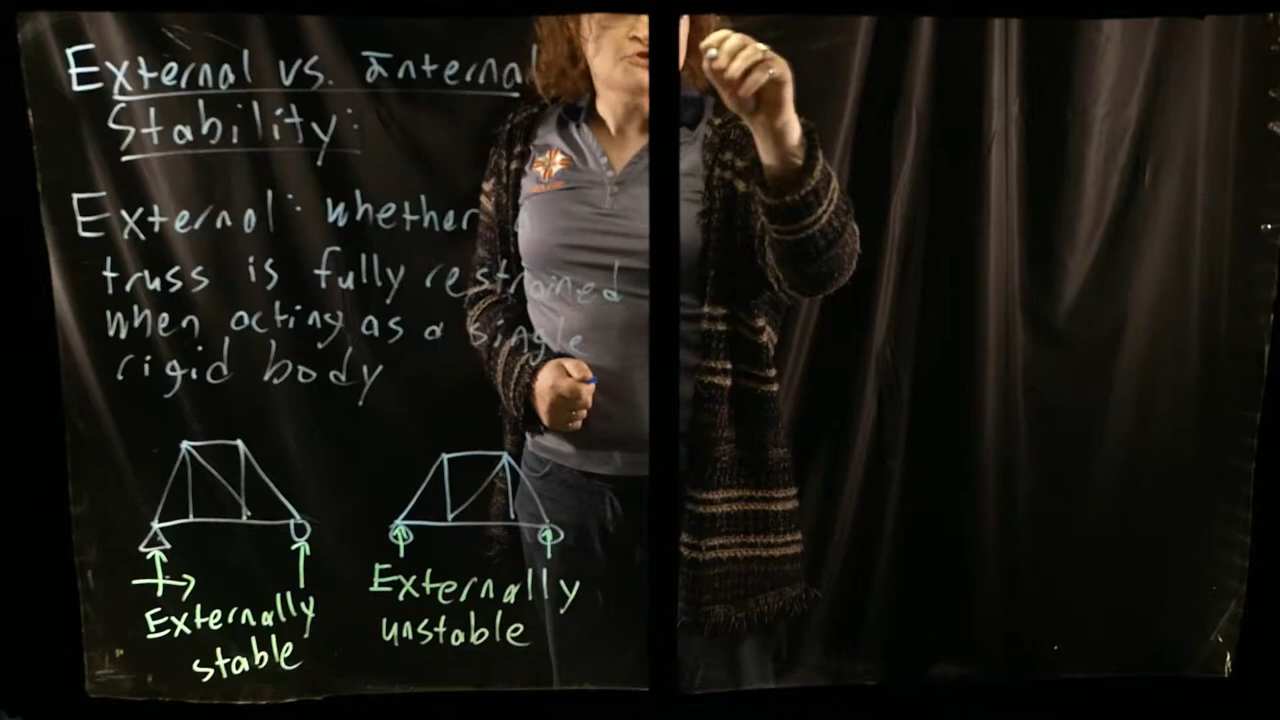 External vs. Internal
Stability:
External: whether a
truss is fully restrained
when acting as a single
rigid body
Externally
stable
Externally
unstable